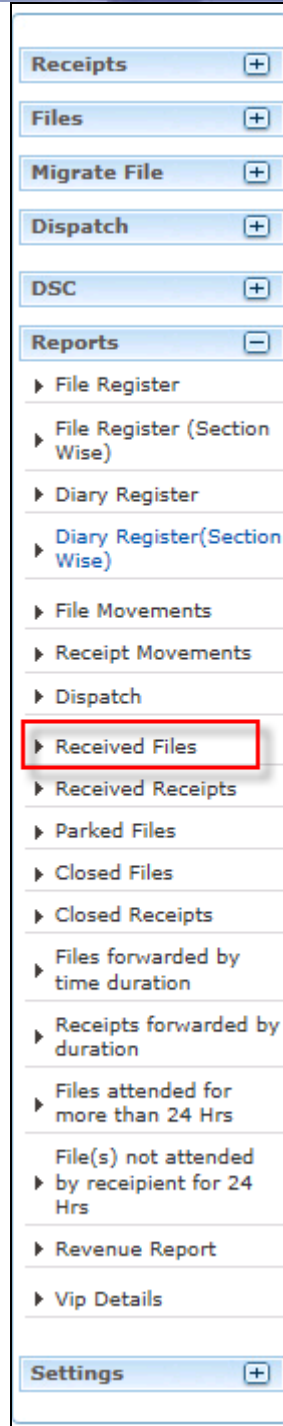 Receipts
Files
Migrate File
Dispatch
DSC
Reports
File Register
File Register (Section
Wise)
Diary Register
Diary Register(Section
Wise)
File Movements
Receipt Movements
Dispatch
Received Files
Received Receipts
Parked Files
Closed Files
Closed Receipts
Files forwarded by
time duration
Receipts forwarded by
duration
Files attended for
more than 24 Hrs
File(s) not attended
by receipient for 24
Hrs
Revenue Report
Vip Details
Settings